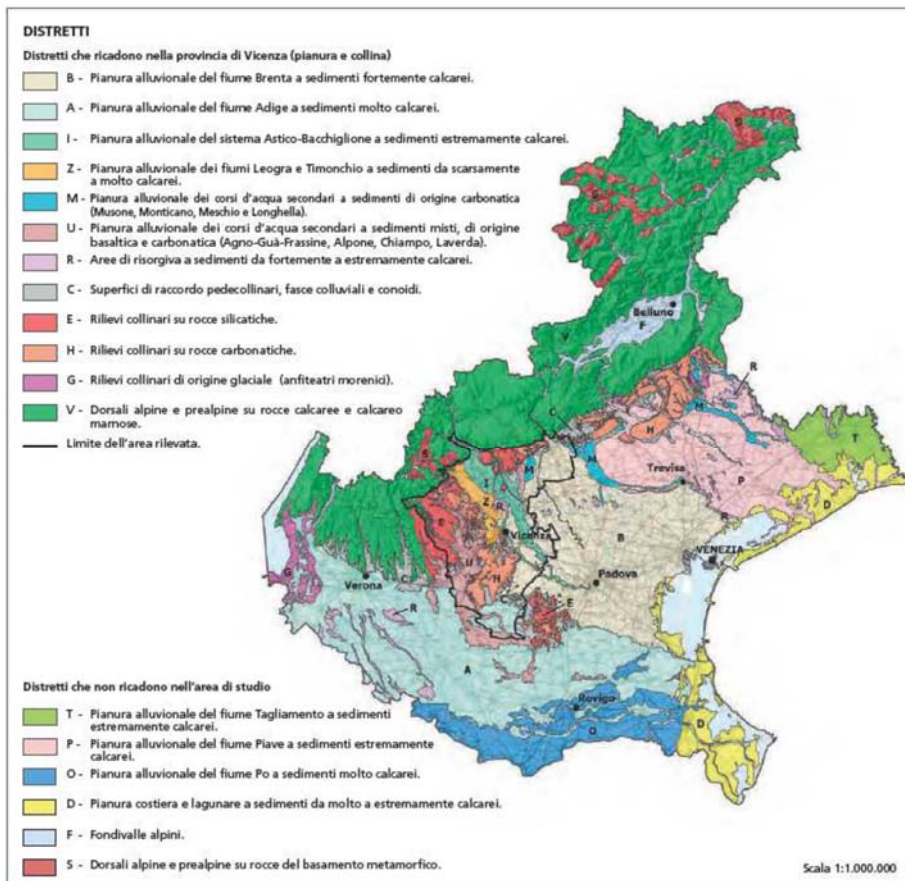 DISTRETTI
Distretti che ricadono nella provincia di Vicenza (pianura e collina)
B - Pianura alluvionale del fiume Brenta a sedimenti fortemente calcarei.
A - Pianura alluvionale del fiume Adige a sedimenti molto calcarei.
I - Pianura alluvionale del sistema Astico-Bacchiglione a sedimenti estremamente calcarei.
Z - Pianura alluvionale dei fiumi Leogra e Timonchio a sedimenti da scarsamente
a molto calcarei.
M - Pianura alluvionale dei corsi d'acqua secondari a sedimenti di origine carbonatica
(Musone, Monticano, Meschio e Longhella).
U - Pianura alluvionale dei corsi d'acqua secondari a sedimenti misti, di origine
basaltica e carbonatica (Agno-Guà-Frassine, Alpone, Chiampo, Laverda).
R - Aree di risorgiva a sedimenti da fortemente a estremamente calcarei.
C - Superfici di raccordo pedecollinari, fasce colluviali e conoidi.
E - Rilievi collinari su rocce silicatiche.
H - Rilievi collinari su rocce carbonatiche.
G - Rilievi collinari di origine glaciale (anfiteatri morenici).
V - Dorsali alpine e prealpine su rocce calcaree e calcareo
marnose.
Limite dell'area rilevata.
S
S
Belluno
F
V
R
C
M
H
T
S
M
M
Treviso
P
I
D
Z
R
E
R
Vicenza
B
VENEZIA
U
H
Padova
G
Verona
C
C
E
R
A
Rovigo
D
O
Distretti che non ricadono nell'area di studio
T - Pianura alluvionale del fiume Tagliamento a sedimenti
estremamente calcarei.
P - Pianura alluvionale del fiume Piave a sedimenti estremamente
calcarei.
O - Pianura alluvionale del fiume Po a sedimenti molto calcarei.
D - Pianura costiera e lagunare a sedimenti da molto a estremamente calcarei.
F - Fondivalle alpini.
S - Dorsali alpine e prealpine su rocce del basamento metamorfico.
Scala 1:1.000.000